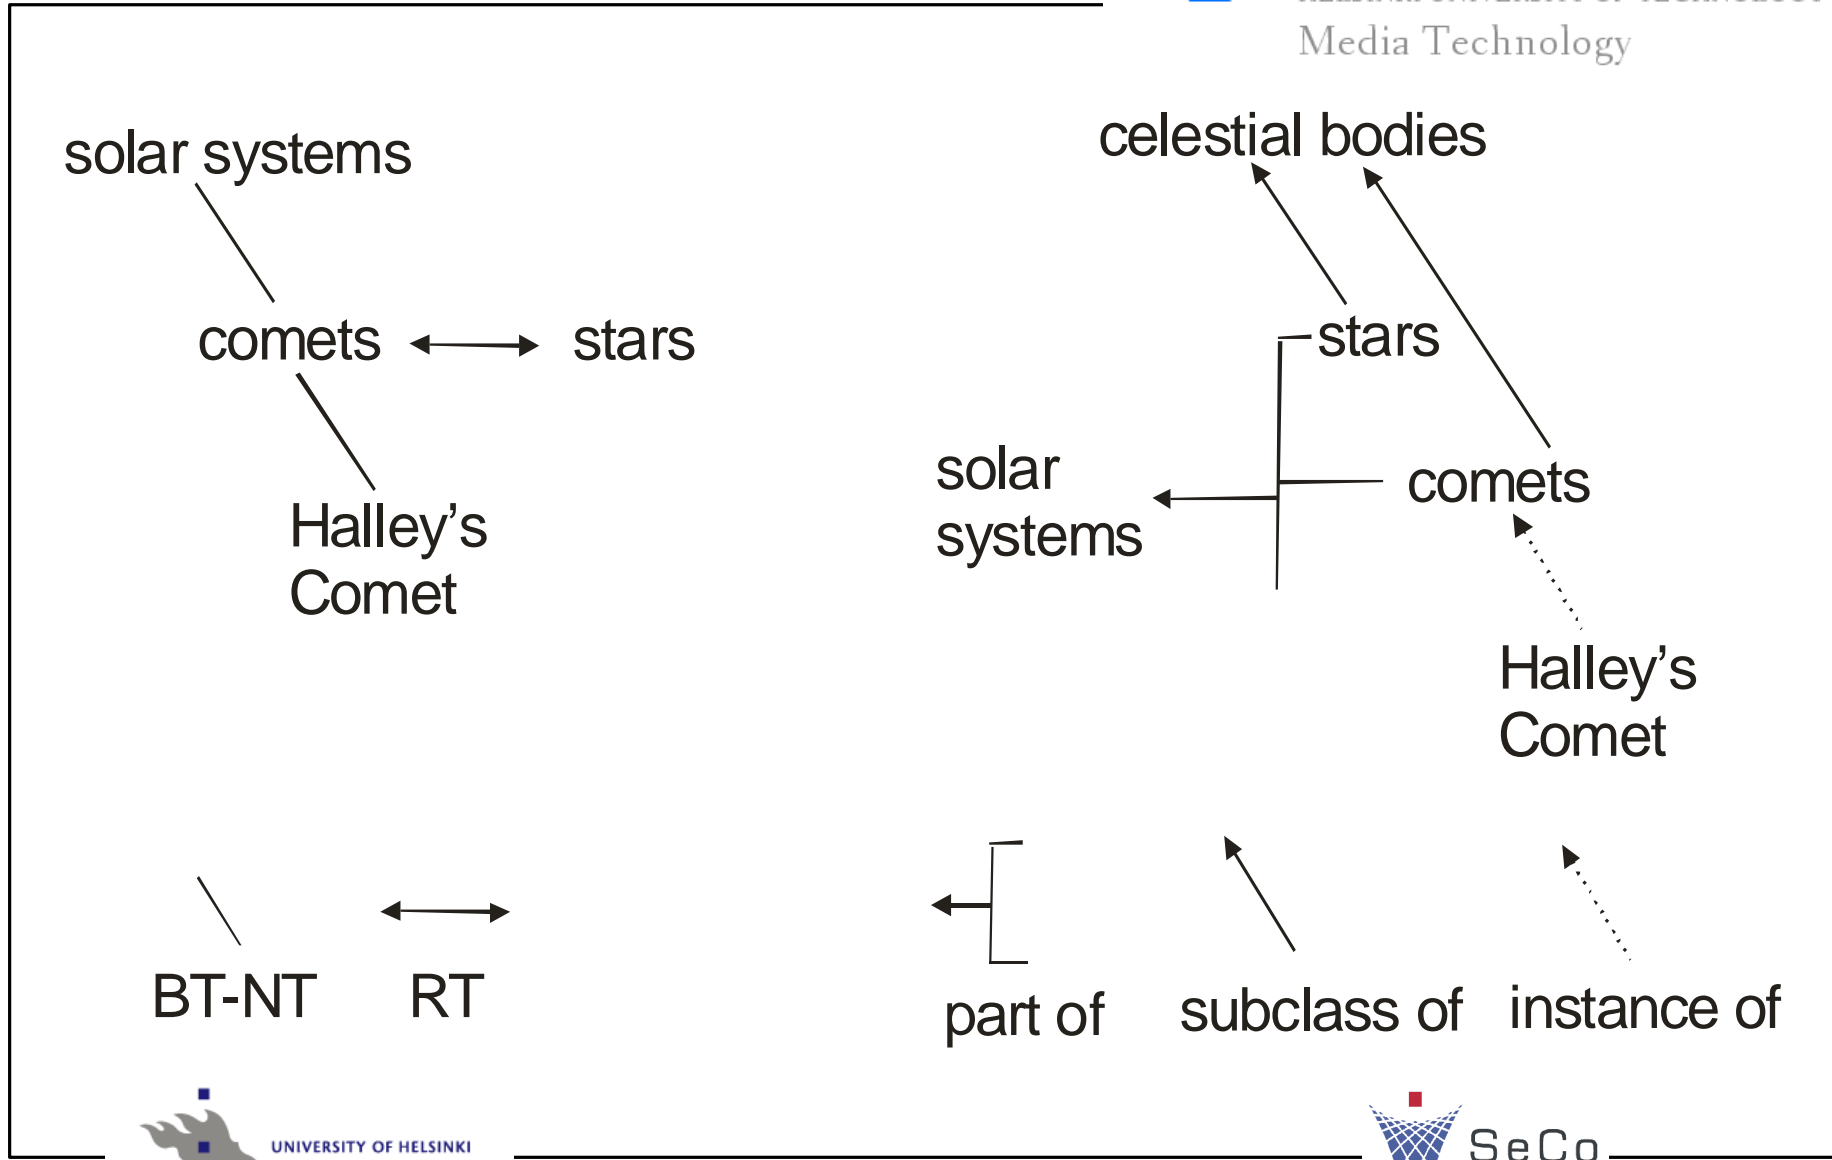 Media Technology
solar systems
comets
stars
Halley's
Comet
BT-NT
RT
celestial bodies
stars
solar
systems
comets
Halley's
Comet
part of
subclass of
instance of
UNIVERSITY OF HELSINKI
SeCo